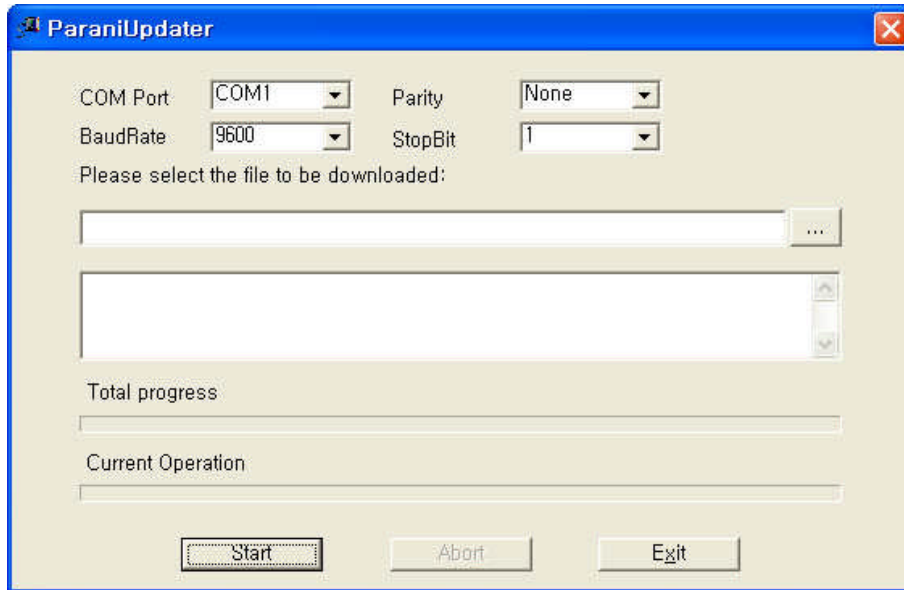 ParaniUpdater
COM Port COM1 Parity None
BaudRate 9600 StopBit 1
Please select the file to be downloaded:
...
Total progress
Current Operation
Start Abort Exit